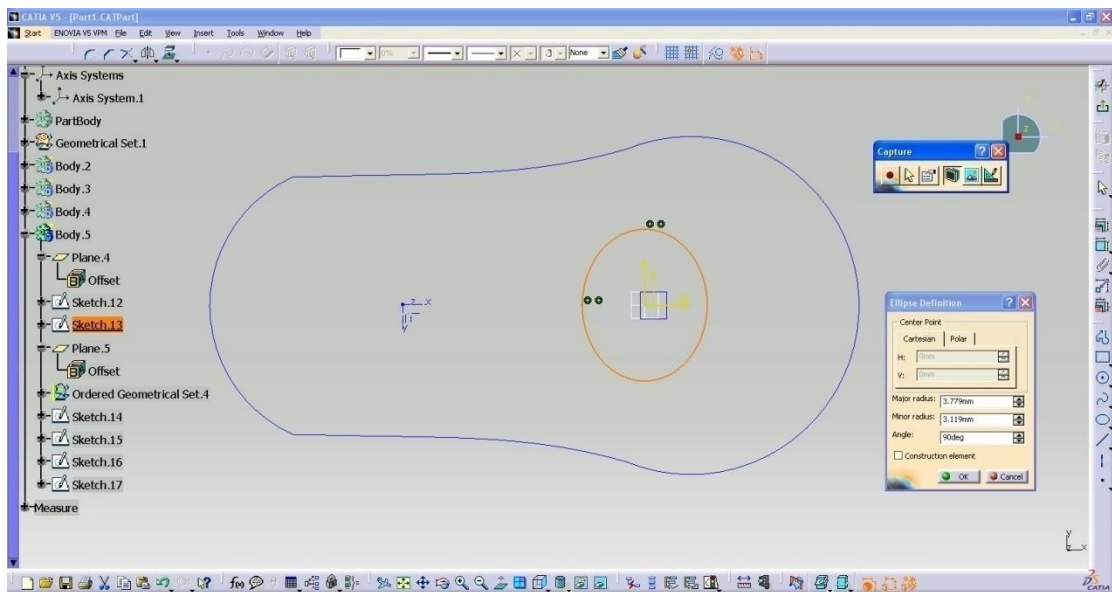 CATIA V5 - [Part1.CATPart]
Start ENOVIA V5 VPM File Edit View Insert Tools Window Help
0% None
Axis Systems
Axis System.1
PartBody
Geometrical Set.1
Body.2
Body.3
Body.4
Body.5
Plane.4
Offset
Sketch.12
Sketch.13
Plane.5
Offset
Ordered Geometrical Set.4
Sketch.14
Sketch.15
Sketch.16
Sketch.17
Measure
Capture
z x
y
Ellipse Definition
Center Point
Cartesian Polar
H: 0mm
V: 0mm
Major radius: 3.779mm
Minor radius: 3.119mm
Angle: 90deg
Construction element
OK Cancel
y
z x
f(x)
CATIA